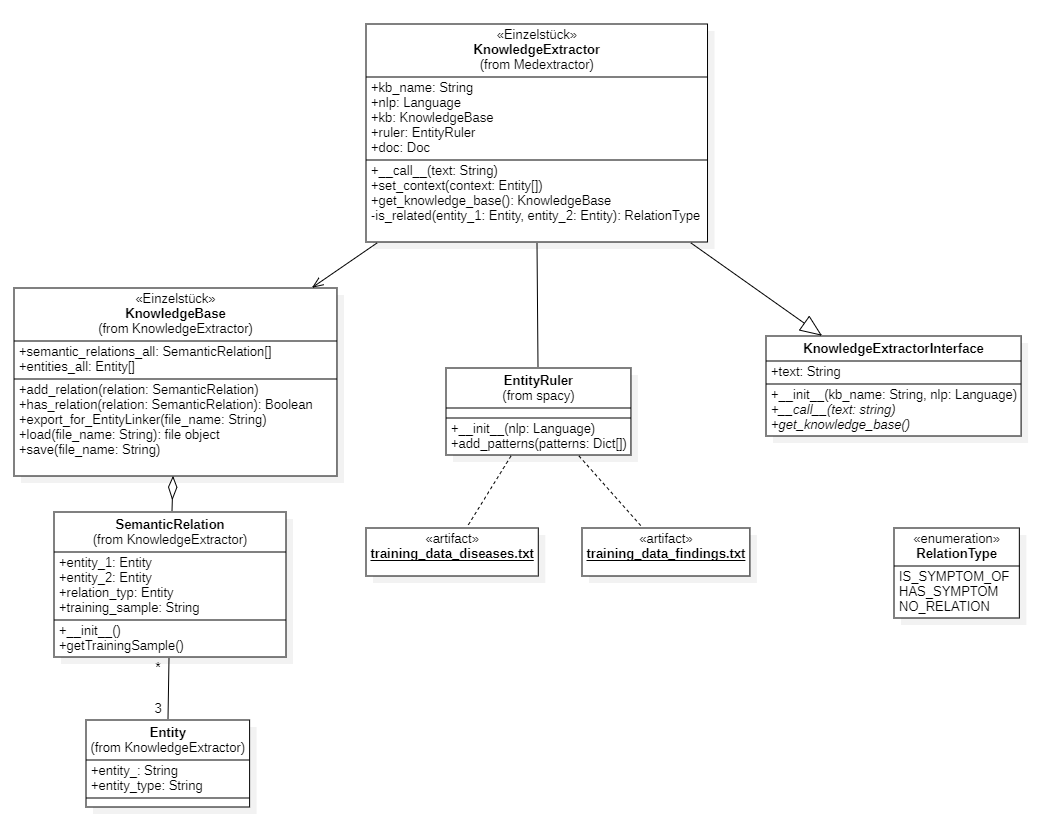 «Einzelstück»
KnowledgeExtractor
(from Medextractor)
+kb_name: String
+nlp: Language
+kb: KnowledgeBase
+ruler: EntityRuler
+doc: Doc
+__call__(text: String)
+set_context(context: Entity[])
+get_knowledge_base(): KnowledgeBase
-is_related(entity_1: Entity, entity_2: Entity): RelationType
«Einzelstück»
KnowledgeBase
(from KnowledgeExtractor)
+semantic_relations_all: SemanticRelation[]
+entities_all: Entity[]
+add_relation(relation: SemanticRelation)
+has_relation(relation: SemanticRelation): Boolean
+export_for_EntityLinker(file_name: String)
+load(file_name: String): file object
+save(file_name: String)
EntityRuler
(from spacy)
+__init__(nlp: Language)
+add_patterns(patterns: Dict[])
KnowledgeExtractorInterface
+text: String
+__init__(kb_name: String, nlp: Language)
+__call__(text: string)
+get_knowledge_base()
SemanticRelation
(from KnowledgeExtractor)
+entity_1: Entity
+entity_2: Entity
+relation_typ: Entity
+training_sample: String
+__init__()
+getTrainingSample()
«artifact»
training_data_diseases.txt
«artifact»
training_data_findings.txt
«enumeration»
RelationType
IS_SYMPTOM_OF
HAS_SYMPTOM
NO_RELATION
*
3
Entity
(from KnowledgeExtractor)
+entity_: String
+entity_type: String